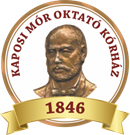 KAPOSI MÓR OKTATÓ KÓRHÁZ
1846